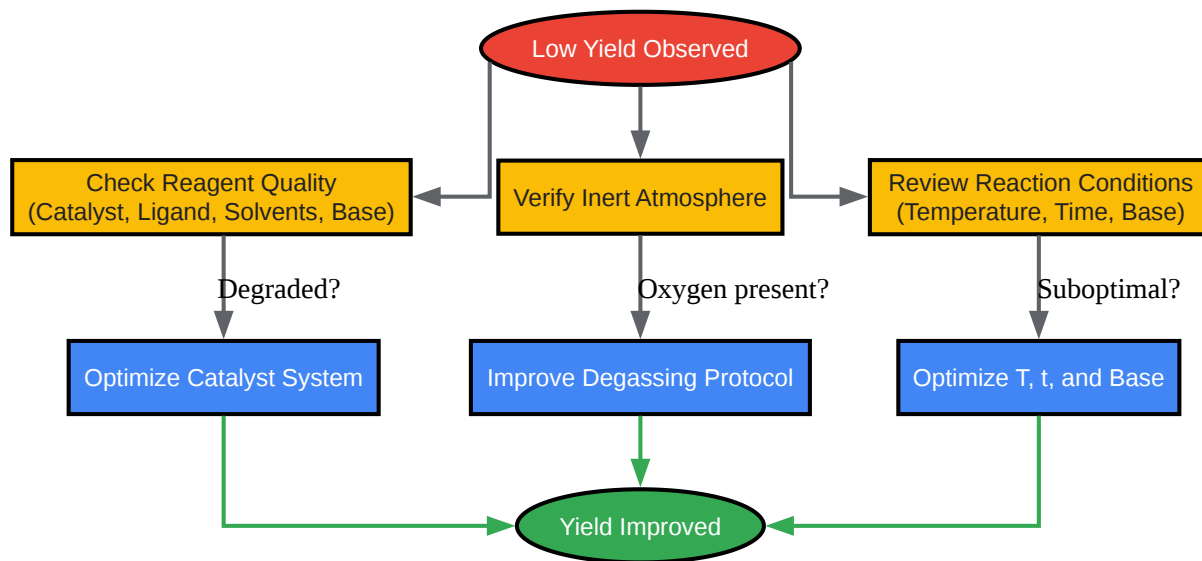 Low Yield Observed
Check Reagent Quality
(Catalyst, Ligand, Solvents, Base)
Verify Inert Atmosphere
Review Reaction Conditions
(Temperature, Time, Base)
Degraded?
Oxygen present?
Suboptimal?
Optimize Catalyst System
Improve Degassing Protocol
Optimize T, t, and Base
Yield Improved